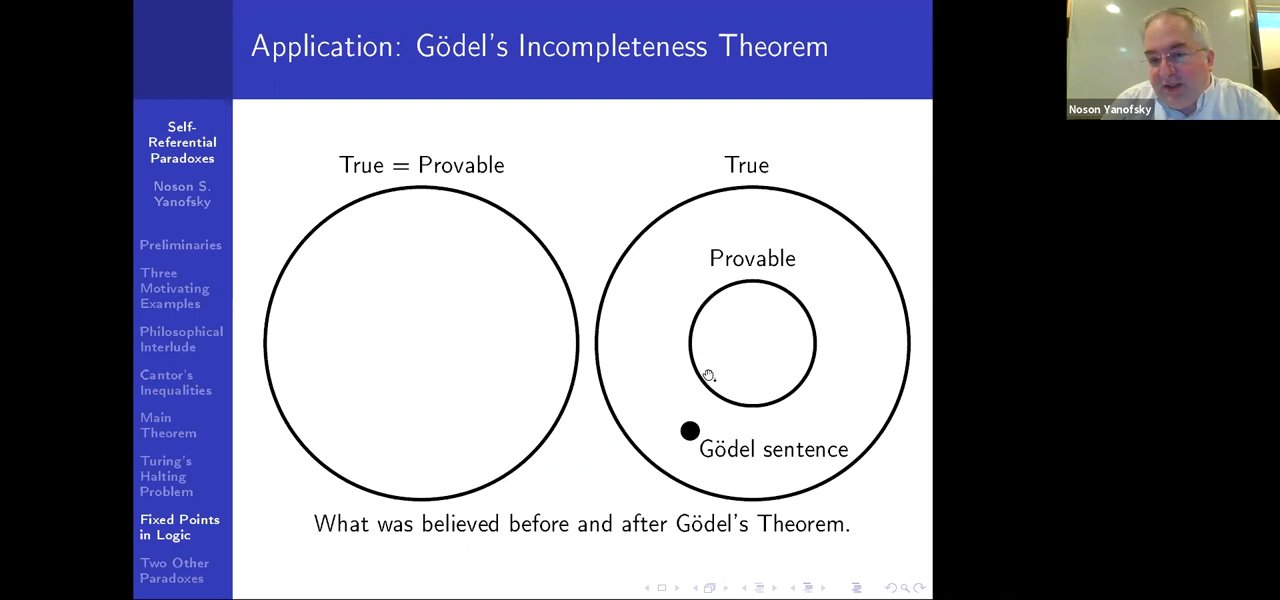 Application: Gödel's Incompleteness Theorem
Self-
Referential
Paradoxes
Noson S.
Yanofsky
Preliminaries
Three
Motivating
Examples
Philosophical
Interlude
Cantor's
Inequalities
Main
Theorem
Turing's
Halting
Problem
Fixed Points
in Logic
Two Other
Paradoxes
True = Provable
True
Provable
Gödel sentence
What was believed before and after Gödel's Theorem.
Noson Yanofsky